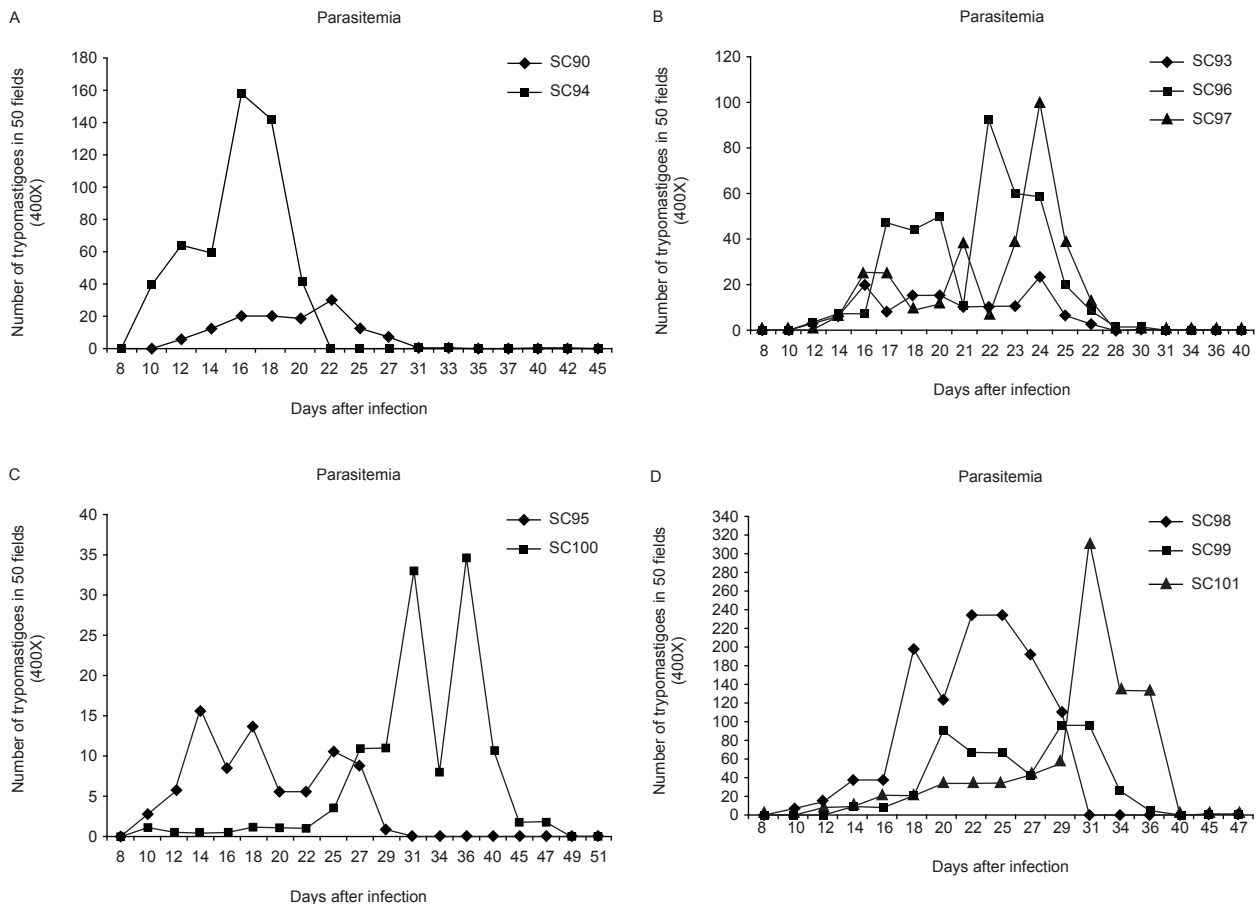 A
Parasitemia
Number of trypomastigoes in 50 fields
(400X)
180
160
140
120
100
80
60
40
20
0
8 10 12 14 16 18 20 22 25 27 31 33 35 37 40 42 45
Days after infection
SC90
SC94
B
Parasitemia
Number of trypomastigoes in 50 fields
(400X)
120
100
80
60
40
20
0
8 10 12 14 16 17 18 20 21 22 23 24 25 22 28 30 31 34 36 40
Days after infection
SC93
SC96
SC97
C
Parasitemia
Number of trypomastigoes in 50 fields
(400X)
40
35
30
25
20
15
10
5
0
8 10 12 14 16 18 20 22 25 27 29 31 34 36 40 45 47 49 51
Days after infection
SC95
SC100
D
Parasitemia
Number of trypomastigoes in 50 fields
(400X)
340
320
300
280
260
240
220
200
180
140
160
120
100
80
60
40
20
0
8 10 12 14 16 18 20 22 25 27 29 31 34 36 40 45 47
Days after infection
SC98
SC99
SC101